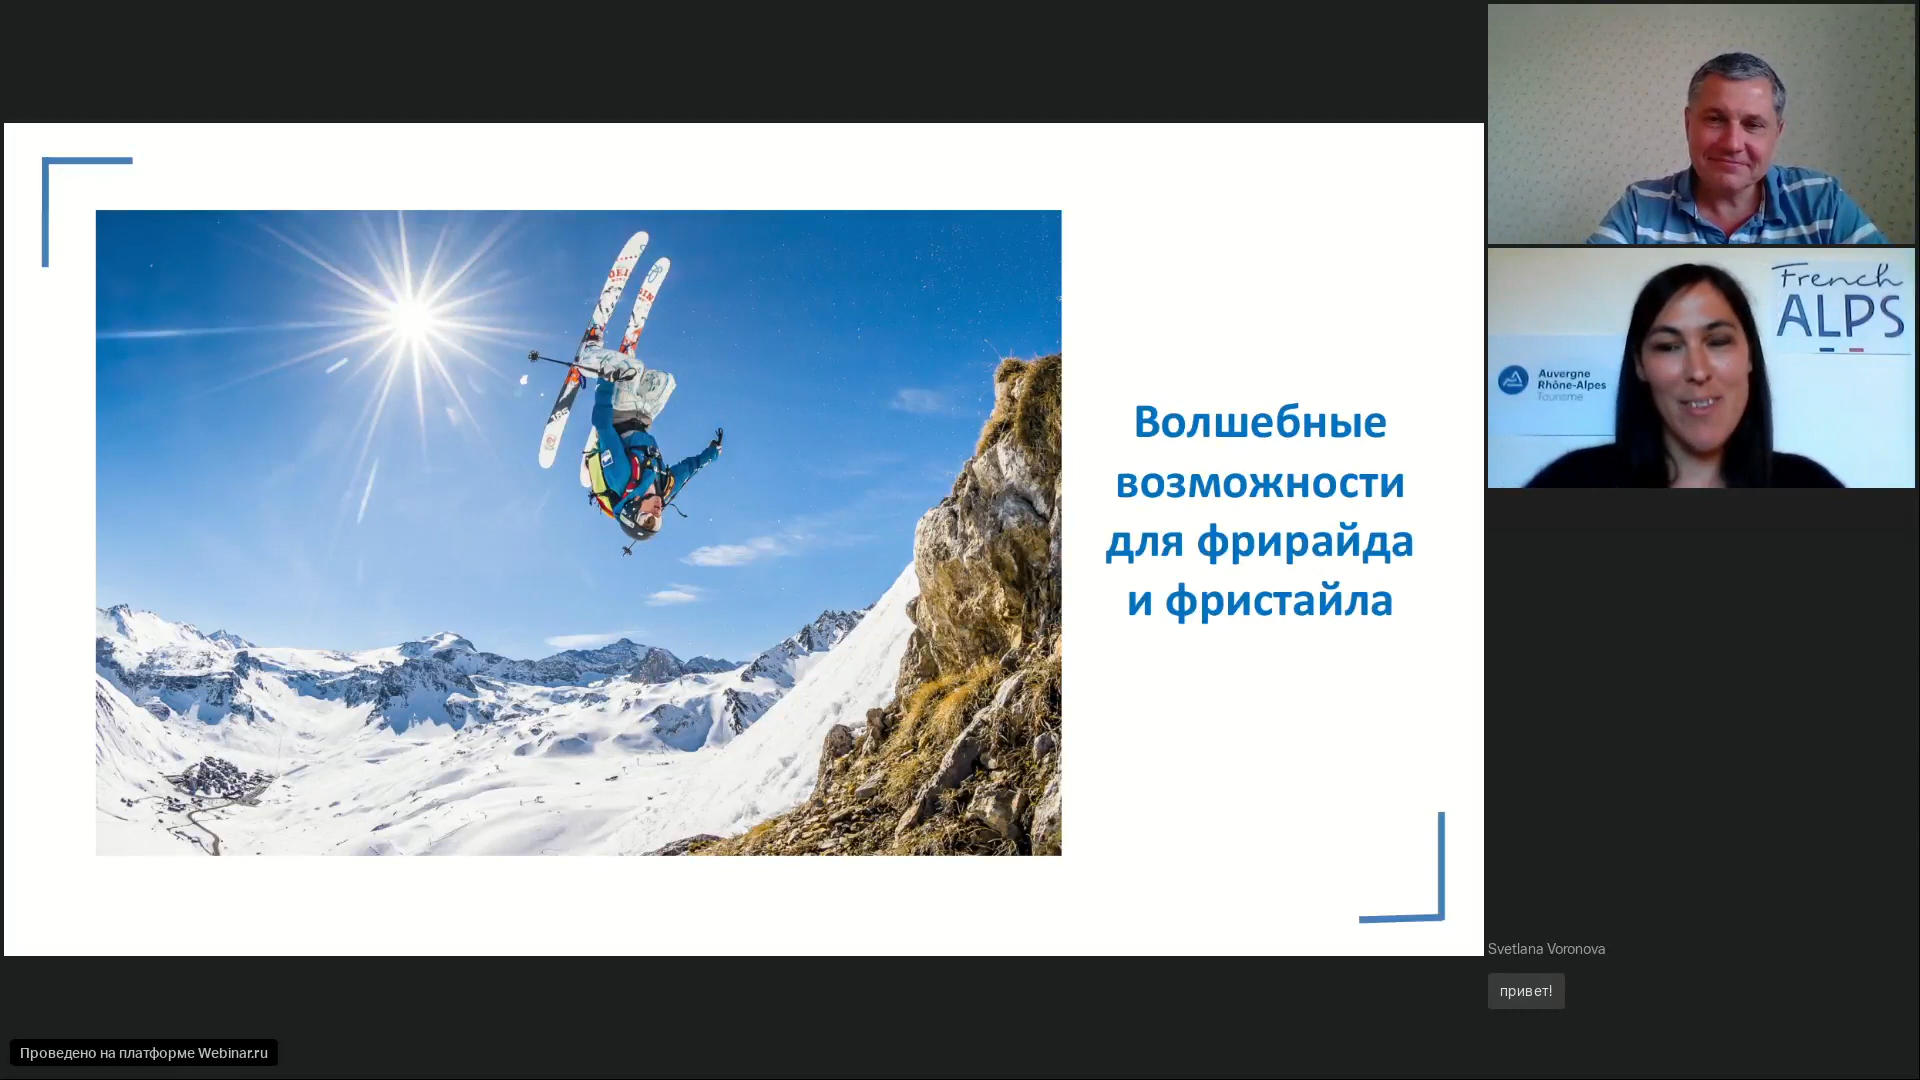 Волшебные
возможности
для фрирайда
и фристайла
French
ALPS
Auvergne
Rhône-Alpes
Tourisme
Svetlana Voronova
привет!
Проведено на платформе Webinar.ru